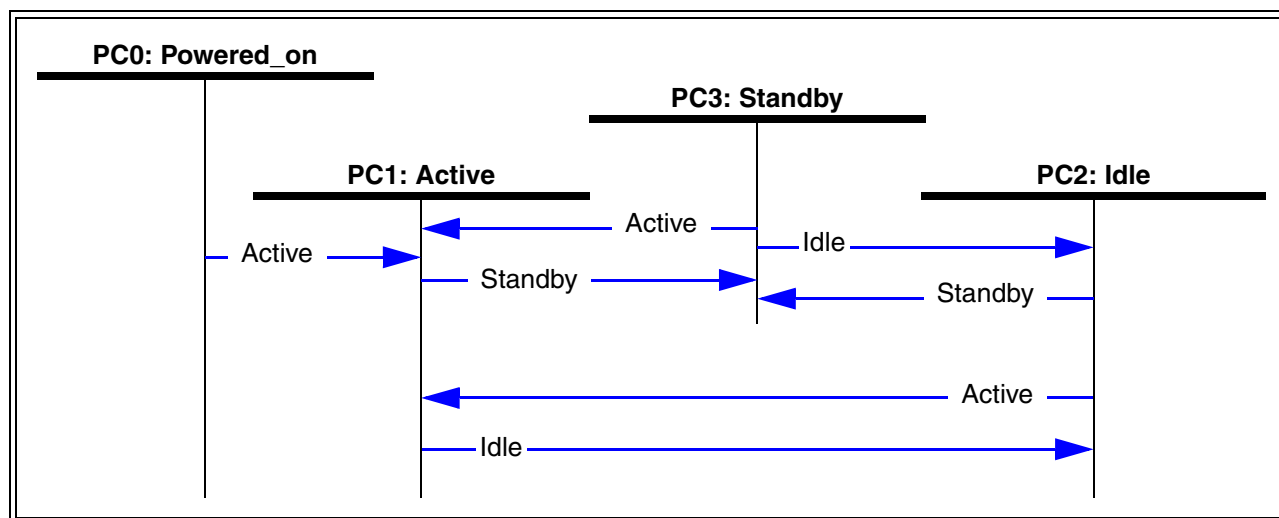 PC0: Powered_on
PC3: Standby
PC1: Active
PC2: Idle
Active
Idle
Active
Standby
Standby
Active
Idle